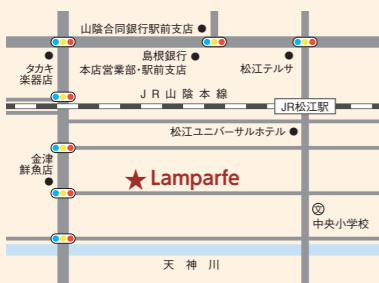 山陰合同銀行駅前支店
島根銀行
本店営業部・駅前支店
タカキ
楽器店
松江テルサ
JR山陰本線
JR松江駅
松江ユニバーサルホテル
金津
鮮魚店
Lamparfe
文
中央小学校
天神川